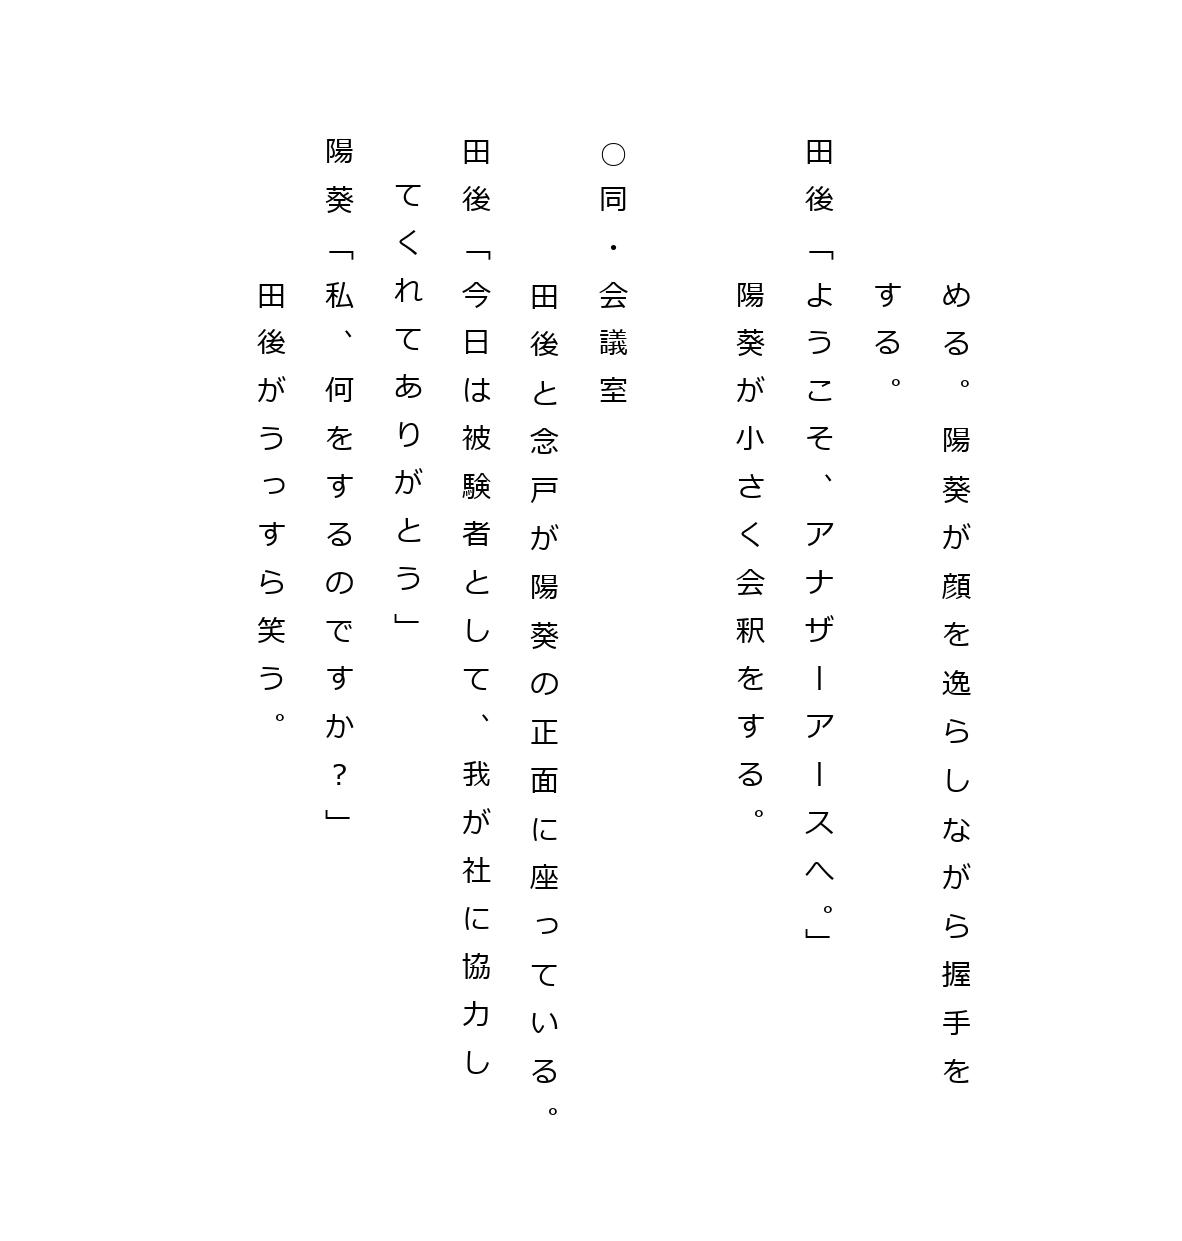 める。陽葵が顔を逸らしながら握手を
する。
田後「ようこそ、アナザーアースへ。」
陽葵が小さく会釈をする。
○同・会議室
田後と念戸が陽葵の正面に座っている。
田後「今日は被験者として、我が社に協力し
てくれてありがとう」
陽葵「私、何をするのですか?」
田後がうっすら笑う。